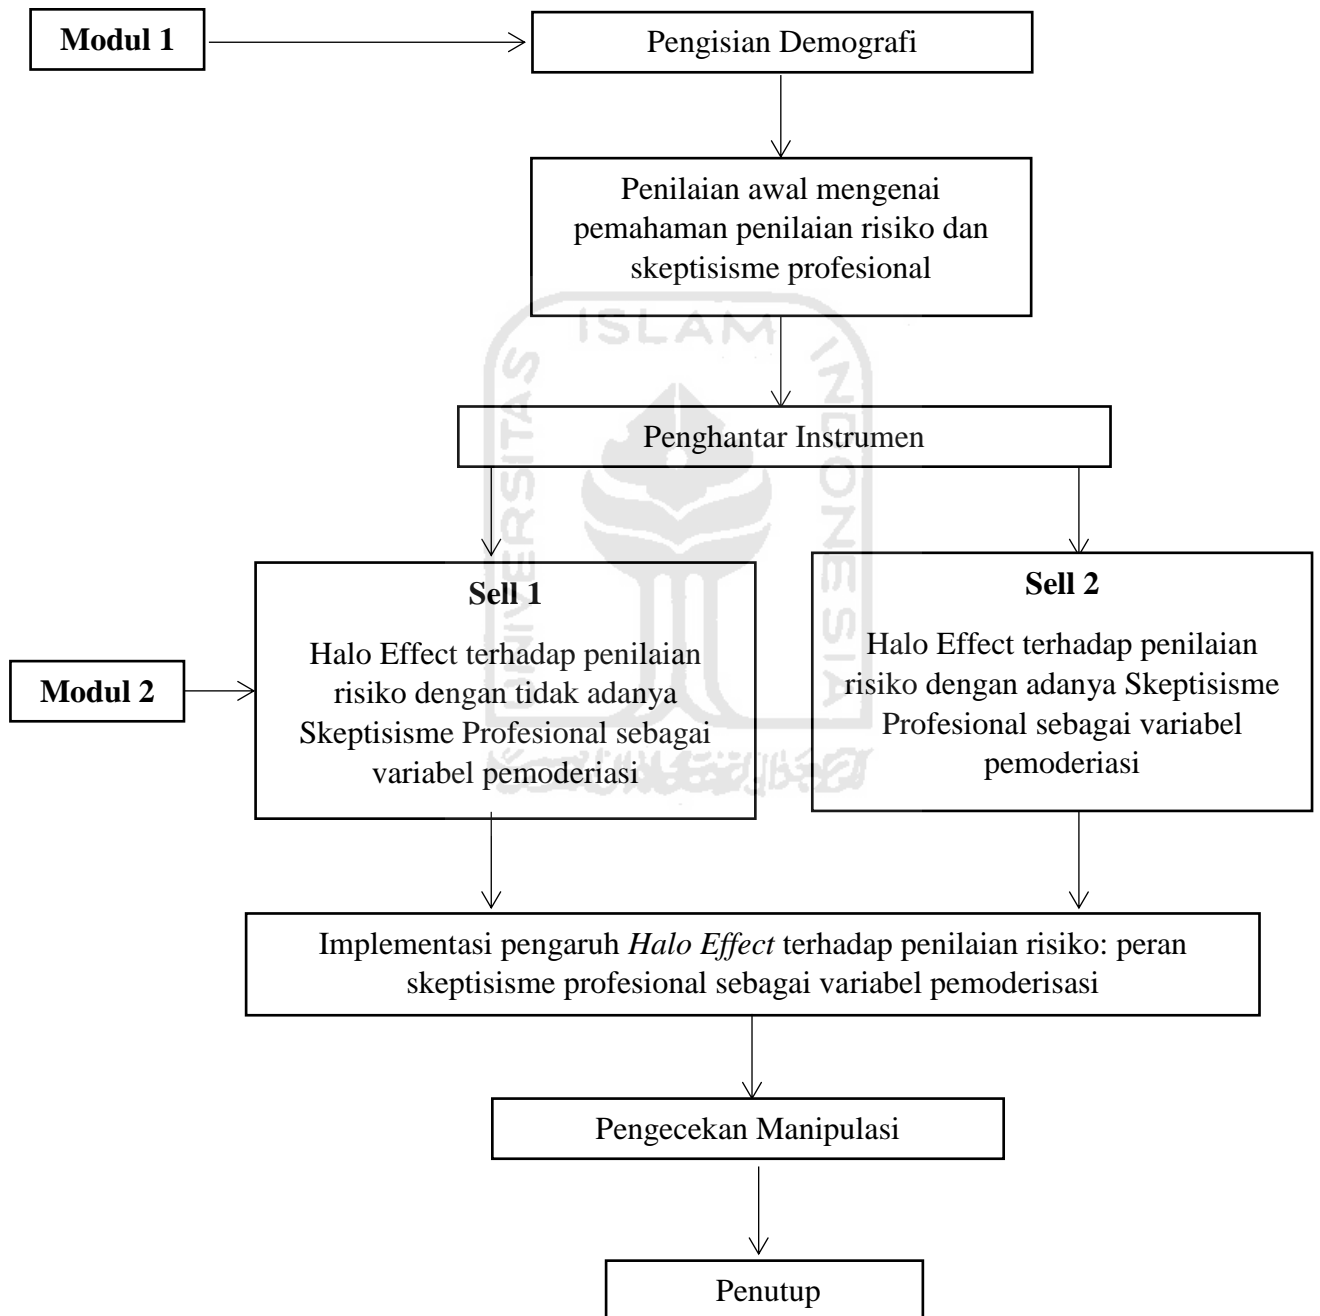 Modul 1
Pengisian Demografi
Penilaian awal mengenai
pemahaman penilaian risiko dan
skeptisisme profesional
ISLAM
UNIVERSITAS
INDONESIA
Penghantar Instrumen
Sell 1
Halo Effect terhadap penilaian
risiko dengan tidak adanya
Skeptisisme Profesional sebagai
variabel pemoderiasi
Sell 2
Halo Effect terhadap penilaian
risiko dengan adanya Skeptisisme
Profesional sebagai variabel
pemoderiasi
Modul 2
Implementasi pengaruh Halo Effect terhadap penilaian risiko: peran
skeptisisme profesional sebagai variabel pemoderisasi
Pengecekan Manipulasi
Penutup